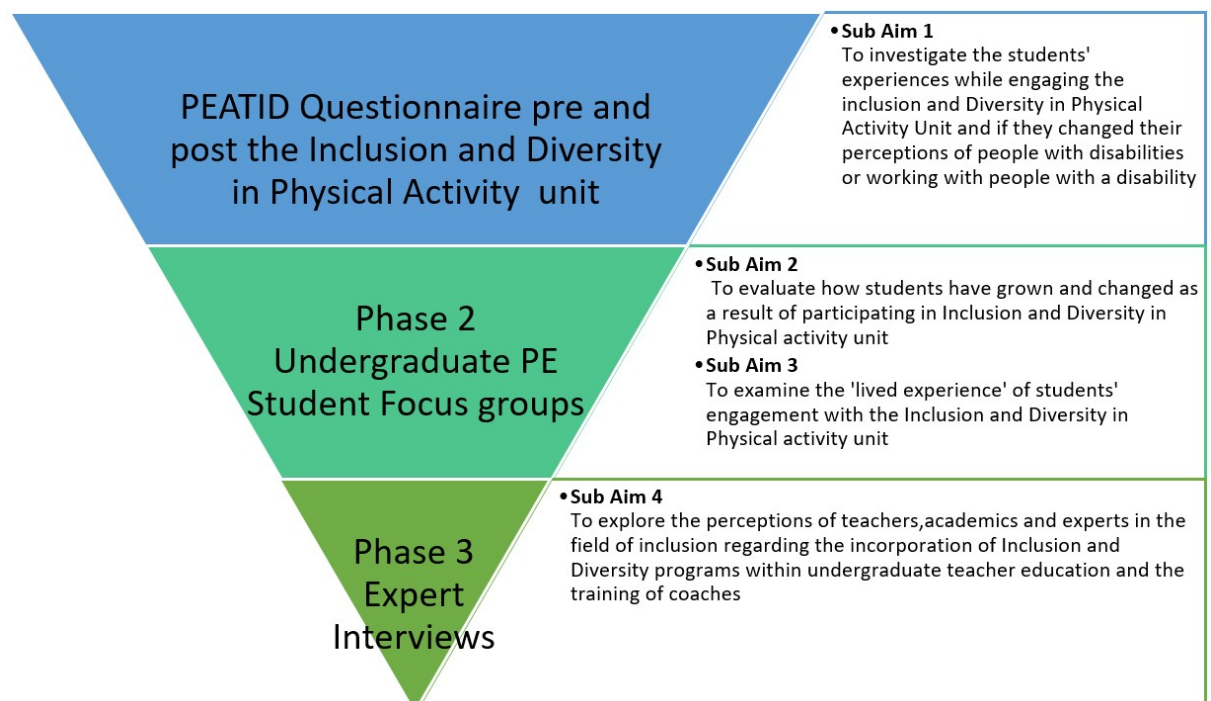 PEATID Questionnaire pre and
post the Inclusion and Diversity
in Physical Activity  unit
•Sub Aim 1
To investigate the students'
experiences while engaging the
inclusion and Diversity in Physical
Activity Unit and if they changed their
perceptions of people with disabilities
or working with people with a disability
Phase 2
Undergraduate PE
Student Focus groups
•Sub Aim 2
To evaluate how students have grown and changed as
a result of participating in Inclusion and Diversity in
Physical activity unit
•Sub Aim 3
To examine the 'lived experience' of students'
engagement with the Inclusion and Diversity in
Physical activity unit
Phase 3
Expert
Interviews
•Sub Aim 4
To explore the perceptions of teachers,academics and experts in the
field of inclusion regarding the incorporation of Inclusion and
Diversity programs within undergraduate teacher education and the
training of coaches